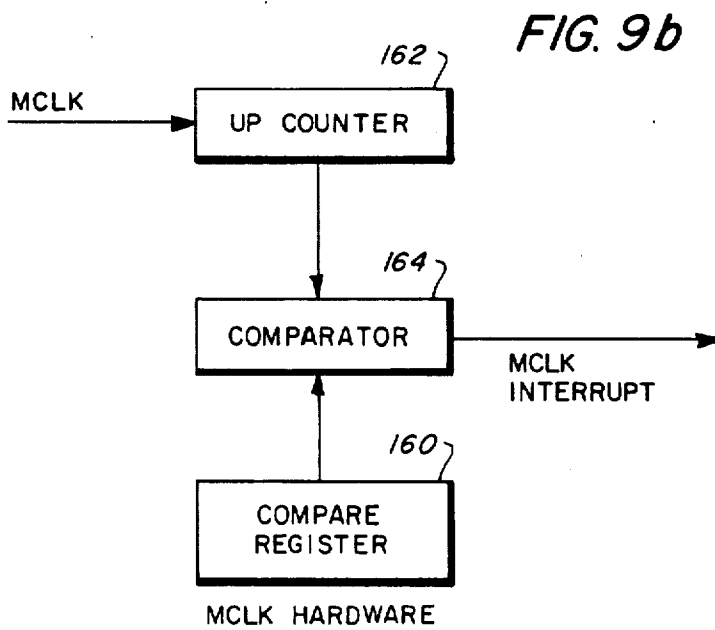 FIG. 9b
162
MCLK
UP COUNTER
164
COMPARATOR
MCLK
INTERRUPT
160
COMPARE
REGISTER
MCLK HARDWARE